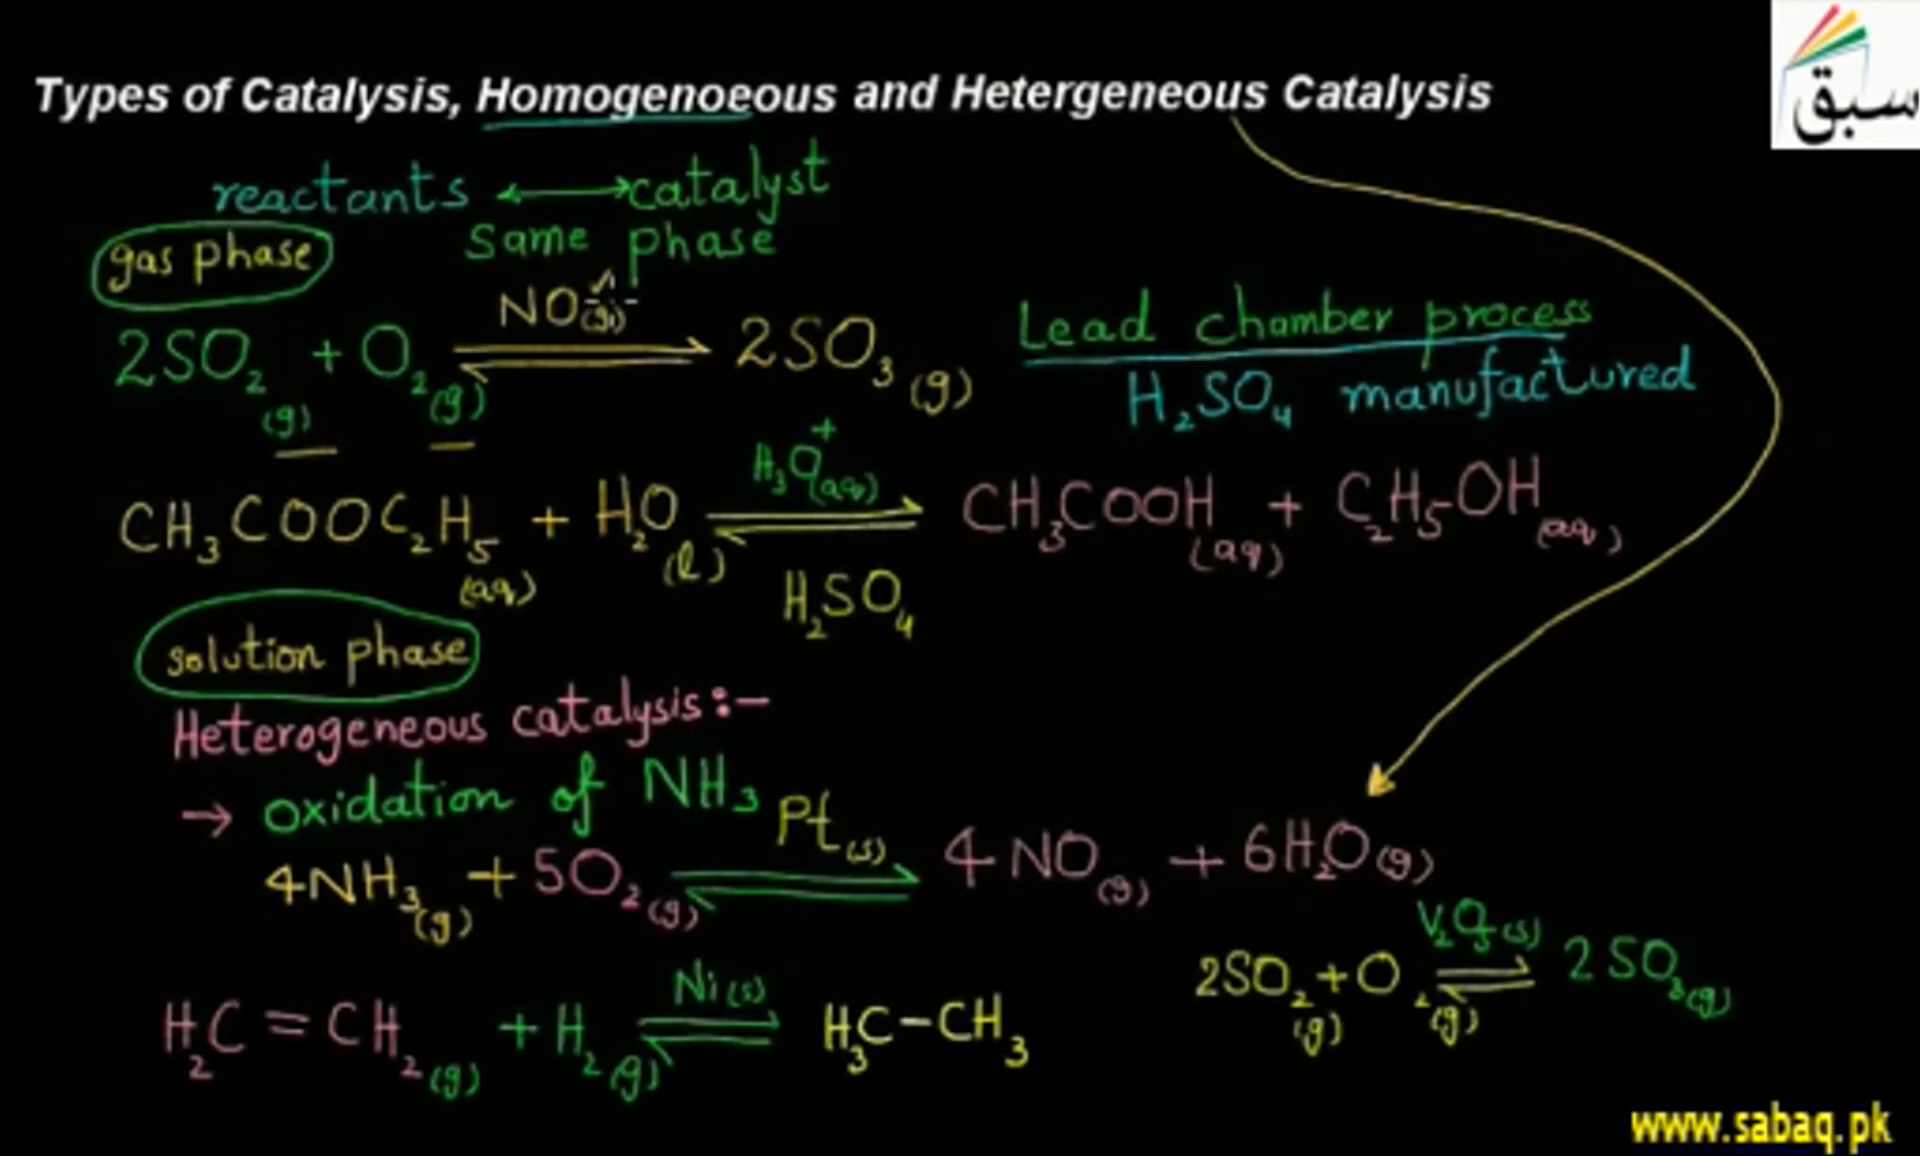 سبق
Types of Catalysis, Homogenoeous and Hetergeneous Catalysis
reactants ⟷ catalyst
same phase
gas phase
NO(g)
2SO₂(g) + O₂(g) ⇌ 2SO₃(g)
Lead chamber process
H₂SO₄ manufactured
H₃O⁺(aq)
CH₃COOC₂H₅(aq) + H₂O(l) ⇌ CH₃COOH(aq) + C₂H₅OH(aq)
H₂SO₄
solution phase
Heterogeneous catalysis:-
→ oxidation of NH₃
Pt(s)
4NH₃(g) + 5O₂(g) ⇌ 4NO(g) + 6H₂O(g)
V₂O₅(s)
2SO₂(g) + O₂(g) ⇌ 2SO₃(g)
Ni(s)
H₂C=CH₂(g) + H₂(g) ⇌ H₃C-CH₃
www.sabaq.pk